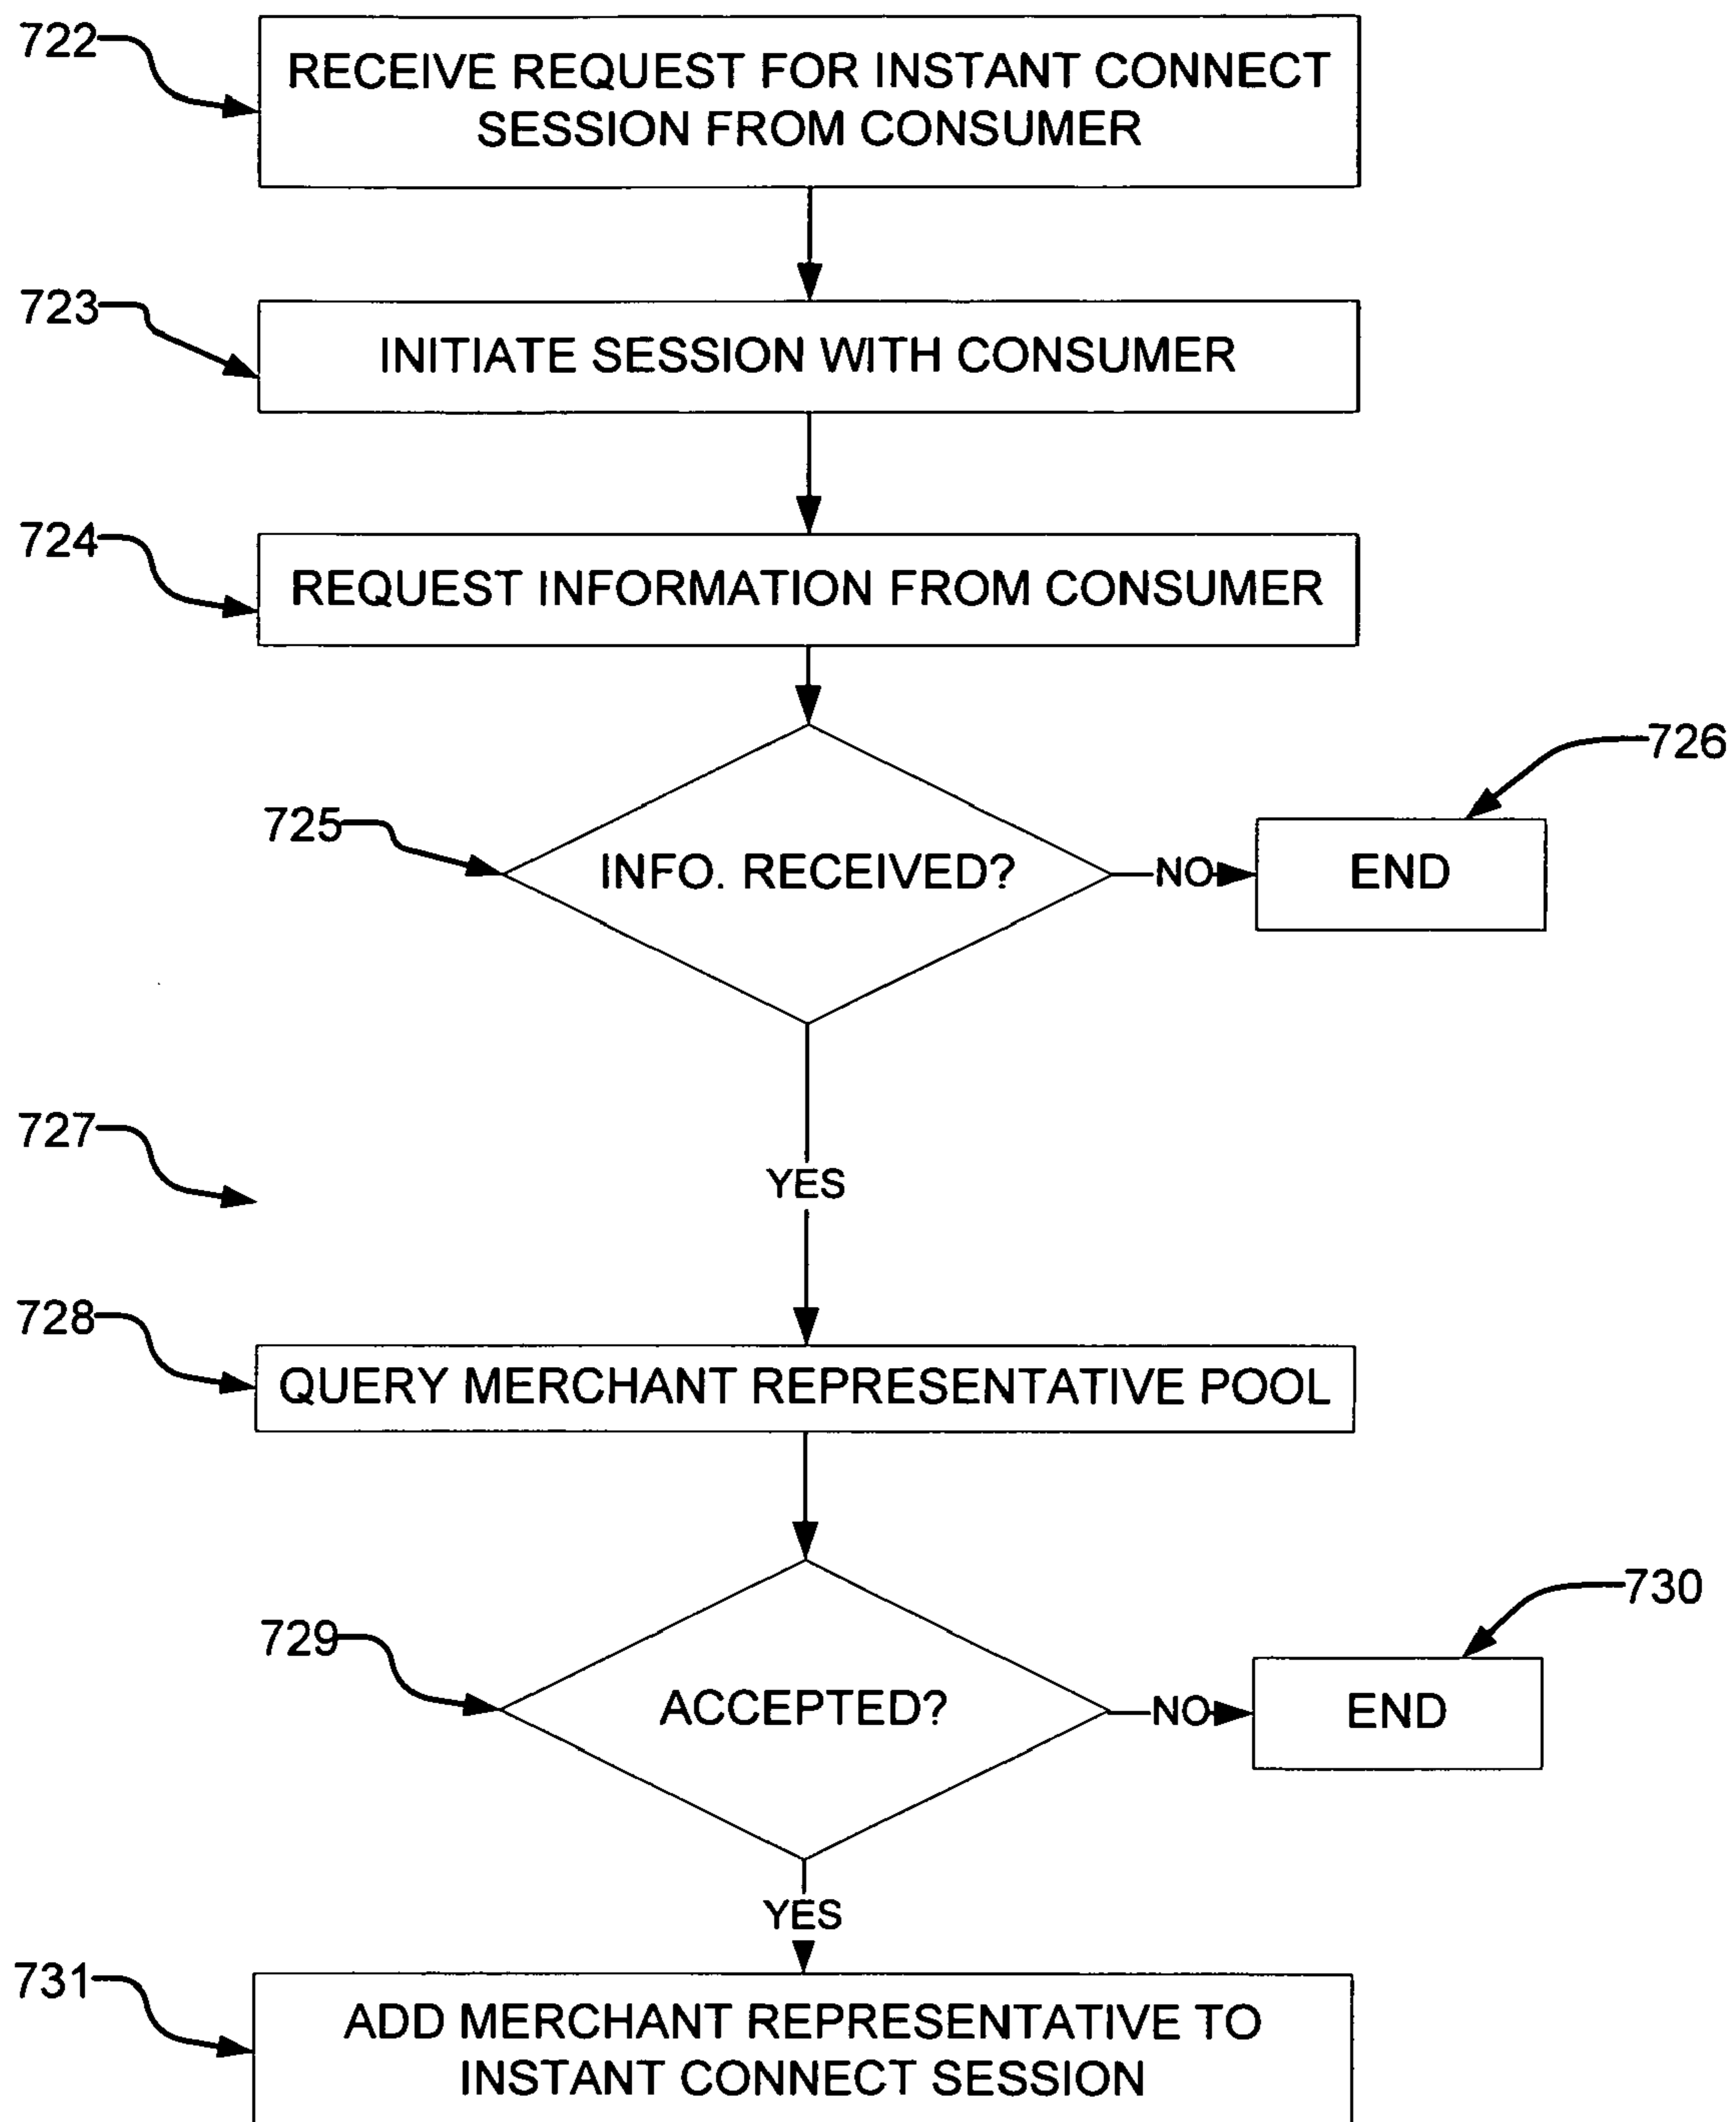 722
RECEIVE REQUEST FOR INSTANT CONNECT
SESSION FROM CONSUMER
723
INITIATE SESSION WITH CONSUMER
724
REQUEST INFORMATION FROM CONSUMER
725
INFO. RECEIVED?
NO
726
END
727
YES
728
QUERY MERCHANT REPRESENTATIVE POOL
729
ACCEPTED?
NO
730
END
YES
731
ADD MERCHANT REPRESENTATIVE TO
INSTANT CONNECT SESSION